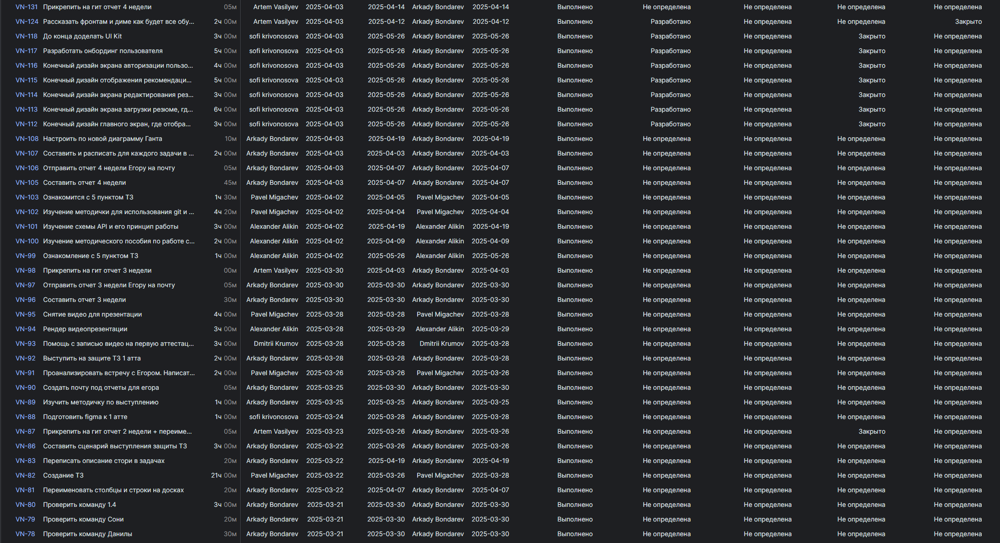 VN-131 Прикрепить на гит отчет 4 недели 05м Artem Vasilyev 2025-04-03 2025-04-14 Arkady Bondarev 2025-04-14 Выполнено Не определена Не определена Не определена Не определена
VN-124 Рассказать фронтам и диме как будет все обу... 2ч 00м Artem Vasilyev 2025-04-03 2025-04-12 Arkady Bondarev 2025-04-12 Выполнено Разработано Не определена Не определена Закрыто
VN-118 До конца доделать UI Kit 3ч 00м sofi krivonosova 2025-04-03 2025-05-26 Arkady Bondarev 2025-05-26 Выполнено Разработано Не определена Закрыто Не определена
VN-117 Разработать онбординг пользователя 5ч 00м sofi krivonosova 2025-04-03 2025-05-26 Arkady Bondarev 2025-05-26 Выполнено Разработано Не определена Закрыто Не определена
VN-116 Конечный дизайн экрана авторизации пользо... 4ч 00м sofi krivonosova 2025-04-03 2025-05-26 Arkady Bondarev 2025-05-26 Выполнено Разработано Не определена Закрыто Не определена
VN-115 Конечный дизайн отображения рекомендаци... 5ч 00м sofi krivonosova 2025-04-03 2025-05-26 Arkady Bondarev 2025-05-26 Выполнено Разработано Не определена Закрыто Не определена
VN-114 Конечный дизайн экрана редактирования рез... 3ч 00м sofi krivonosova 2025-04-03 2025-05-26 Arkady Bondarev 2025-05-26 Выполнено Разработано Не определена Закрыто Не определена
VN-113 Конечный дизайн экрана загрузки резюме, гд... 6ч 00м sofi krivonosova 2025-04-03 2025-05-26 Arkady Bondarev 2025-05-26 Выполнено Разработано Не определена Закрыто Не определена
VN-112 Конечный дизайн главного экран, где отобра... 3ч 00м sofi krivonosova 2025-04-03 2025-05-26 Arkady Bondarev 2025-05-26 Выполнено Разработано Не определена Закрыто Не определена
VN-108 Настроить по новой диаграмму Ганта 10м Arkady Bondarev 2025-04-03 2025-04-19 Arkady Bondarev 2025-04-19 Выполнено Не определена Не определена Не определена Не определена
VN-107 Составить и расписать для каждого задачи в ... 2ч 00м Arkady Bondarev 2025-04-03 2025-04-03 Arkady Bondarev 2025-04-03 Выполнено Не определена Не определена Не определена Не определена
VN-106 Отправить отчет 4 недели Егору на почту 05м Arkady Bondarev 2025-04-03 2025-04-07 Arkady Bondarev 2025-04-07 Выполнено Не определена Не определена Не определена Не определена
VN-105 Составить отчет 4 недели 45м Arkady Bondarev 2025-04-03 2025-04-07 Arkady Bondarev 2025-04-07 Выполнено Не определена Не определена Не определена Не определена
VN-103 Ознакомится с 5 пунктом ТЗ 1ч 30м Pavel Migachev 2025-04-02 2025-04-05 Pavel Migachev 2025-04-05 Выполнено Не определена Не определена Не определена Не определена
VN-102 Изучение методички для использования git и ... 4ч 20м Pavel Migachev 2025-04-02 2025-04-04 Pavel Migachev 2025-04-04 Выполнено Не определена Не определена Не определена Не определена
VN-101 Изучение схемы API и его принцип работы 3ч 00м Alexander Alikin 2025-04-02 2025-04-19 Alexander Alikin 2025-04-19 Выполнено Не определена Не определена Не определена Не определена
VN-100 Изучение методического пособия по работе с... 2ч 00м Alexander Alikin 2025-04-02 2025-04-09 Alexander Alikin 2025-04-09 Выполнено Не определена Не определена Не определена Не определена
VN-99 Ознакомление с 5 пунктом ТЗ 1ч 00м Alexander Alikin 2025-04-02 2025-05-26 Alexander Alikin 2025-05-26 Выполнено Не определена Не определена Не определена Не определена
VN-98 Прикрепить на гит отчет 3 недели 00м Artem Vasilyev 2025-03-30 2025-04-03 Arkady Bondarev 2025-04-03 Выполнено Не определена Не определена Не определена Не определена
VN-97 Отправить отчет 3 недели Егору на почту 05м Arkady Bondarev 2025-03-30 2025-03-30 Arkady Bondarev 2025-03-30 Выполнено Не определена Не определена Не определена Не определена
VN-96 Составить отчет 3 недели 30м Arkady Bondarev 2025-03-30 2025-03-30 Arkady Bondarev 2025-03-30 Выполнено Не определена Не определена Не определена Не определена
VN-95 Снятие видео для презентации 4ч 00м Pavel Migachev 2025-03-28 2025-03-28 Pavel Migachev 2025-03-28 Выполнено Не определена Не определена Не определена Не определена
VN-94 Рендер видеопрезентации 3ч 00м Alexander Alikin 2025-03-28 2025-03-29 Alexander Alikin 2025-03-29 Выполнено Не определена Не определена Не определена Не определена
VN-93 Помощь с записью видео на первую аттестац... 3ч 00м Dmitrii Krumov 2025-03-28 2025-03-28 Dmitrii Krumov 2025-03-28 Выполнено Не определена Не определена Не определена Не определена
VN-92 Выступить на защите ТЗ 1 атта 2ч 00м Arkady Bondarev 2025-03-28 2025-03-28 Arkady Bondarev 2025-03-28 Выполнено Не определена Не определена Не определена Не определена
VN-91 Проанализировать встречу с Егором. Написат... 2ч 00м Pavel Migachev 2025-03-26 2025-03-26 Pavel Migachev 2025-03-26 Выполнено Не определена Не определена Не определена Не определена
VN-90 Создать почту под отчеты для егора 05м Arkady Bondarev 2025-03-25 2025-03-30 Arkady Bondarev 2025-03-30 Выполнено Не определена Не определена Не определена Не определена
VN-89 Изучить методичку по выступлению 1ч 00м Arkady Bondarev 2025-03-25 2025-03-25 Arkady Bondarev 2025-03-25 Выполнено Не определена Не определена Не определена Не определена
VN-88 Подготовить figma к 1 атте 1ч 00м sofi krivonosova 2025-03-24 2025-03-28 Arkady Bondarev 2025-03-28 Выполнено Не определена Не определена Не определена Не определена
VN-87 Прикрепить на гит отчет 2 недели + переиме... 05м Artem Vasilyev 2025-03-23 2025-03-26 Arkady Bondarev 2025-03-26 Выполнено Не определена Не определена Закрыто Не определена
VN-86 Составить сценарий выступления защиты ТЗ 3ч 00м Arkady Bondarev 2025-03-22 2025-03-26 Arkady Bondarev 2025-03-26 Выполнено Не определена Не определена Не определена Не определена
VN-83 Переписать описание стори в задачах 20м Arkady Bondarev 2025-03-22 2025-04-19 Arkady Bondarev 2025-04-19 Выполнено Не определена Не определена Не определена Не определена
VN-82 Создание ТЗ 21ч 00м Pavel Migachev 2025-03-22 2025-03-26 Pavel Migachev 2025-03-28 Выполнено Не определена Не определена Не определена Не определена
VN-81 Переименовать столбцы и строки на досках 20м Arkady Bondarev 2025-03-22 2025-04-07 Arkady Bondarev 2025-04-07 Выполнено Не определена Не определена Не определена Не определена
VN-80 Проверить команду 1.4 3ч 00м Arkady Bondarev 2025-03-21 2025-03-30 Arkady Bondarev 2025-03-30 Выполнено Не определена Не определена Не определена Не определена
VN-79 Проверить команду Сони 20м Arkady Bondarev 2025-03-21 2025-03-30 Arkady Bondarev 2025-03-30 Выполнено Не определена Не определена Не определена Не определена
VN-78 Проверить команду Данилы 30м Arkady Bondarev 2025-03-21 2025-03-30 Arkady Bondarev 2025-03-30 Выполнено Не определена Не определена Не определена Не определена